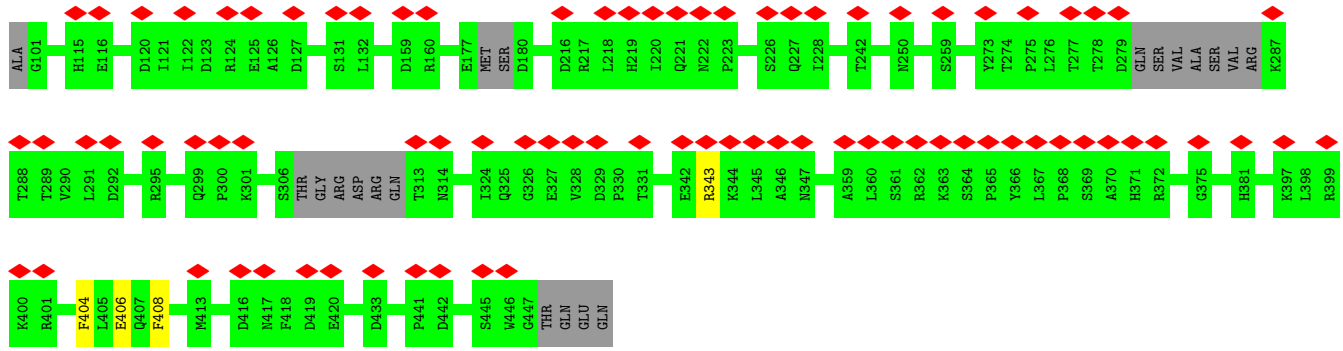 ALA G101 H115 E116 D120 I121 I122 D123 R124 E125 A126 D127 S131 L132 D159 R160 E177 MET SER D180 D216 R217 L218 H219 I220 Q221 N222 P223 S226 Q227 I228 T242 N250 S259 Y273 T274 P275 L276 T277 T278 D279 GLN SER VAL ALA SER VAL ARG K287
T288 T289 V290 L291 D292 R295 Q299 P300 K301 S306 THR GLY ARG ASP ARG GLN T313 N314 I324 Q325 G326 E327 V328 D329 P330 T331 E342 R343 K344 L345 A346 N347 A359 L360 S361 R362 K363 S364 P365 Y366 L367 P368 S369 A370 H371 R372 G375 H381 K397 L398 R399
K400 R401 F404 L405 E406 Q407 F408 M413 D416 N417 F418 D419 E420 D433 P441 D442 S445 W446 G447 THR GLN GLU GLN